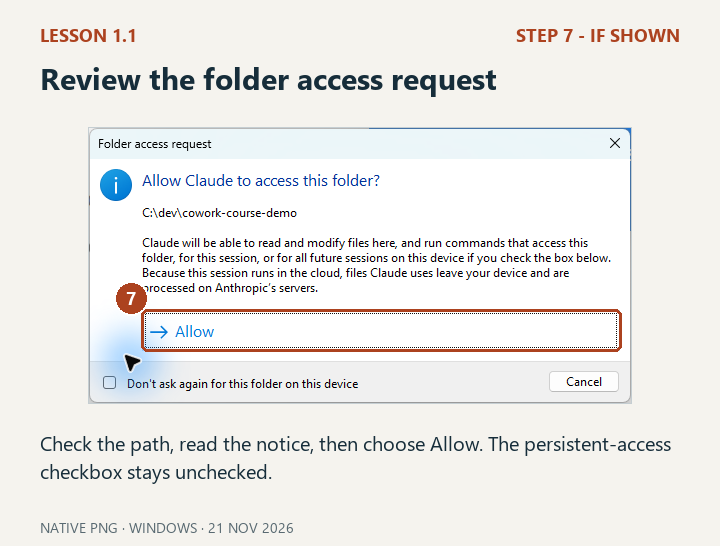 LESSON 1.1
STEP 7 - IF SHOWN
Review the folder access request
Folder access request
Allow Claude to access this folder?
C:\dev\cowork-course-demo
Claude will be able to read and modify files here, and run commands that access this
folder, for this session, or for all future sessions on this device if you check the box below.
Because this session runs in the cloud, files Claude uses leave your device and are
processed on Anthropic's servers.
7
Allow
Don't ask again for this folder on this device
Cancel
Check the path, read the notice, then choose Allow. The persistent-access
checkbox stays unchecked.
NATIVE PNG · WINDOWS · 21 NOV 2026